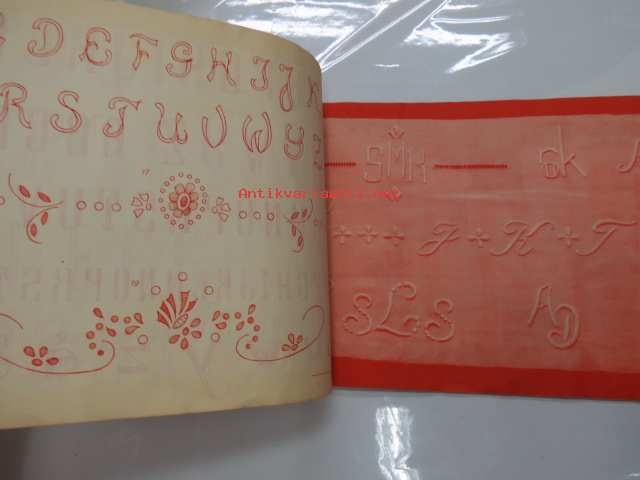 D E F G H I J K
R S T U V W Y Z
Antikvariaatti.net
SMK SK
J + K + T
SLS AD